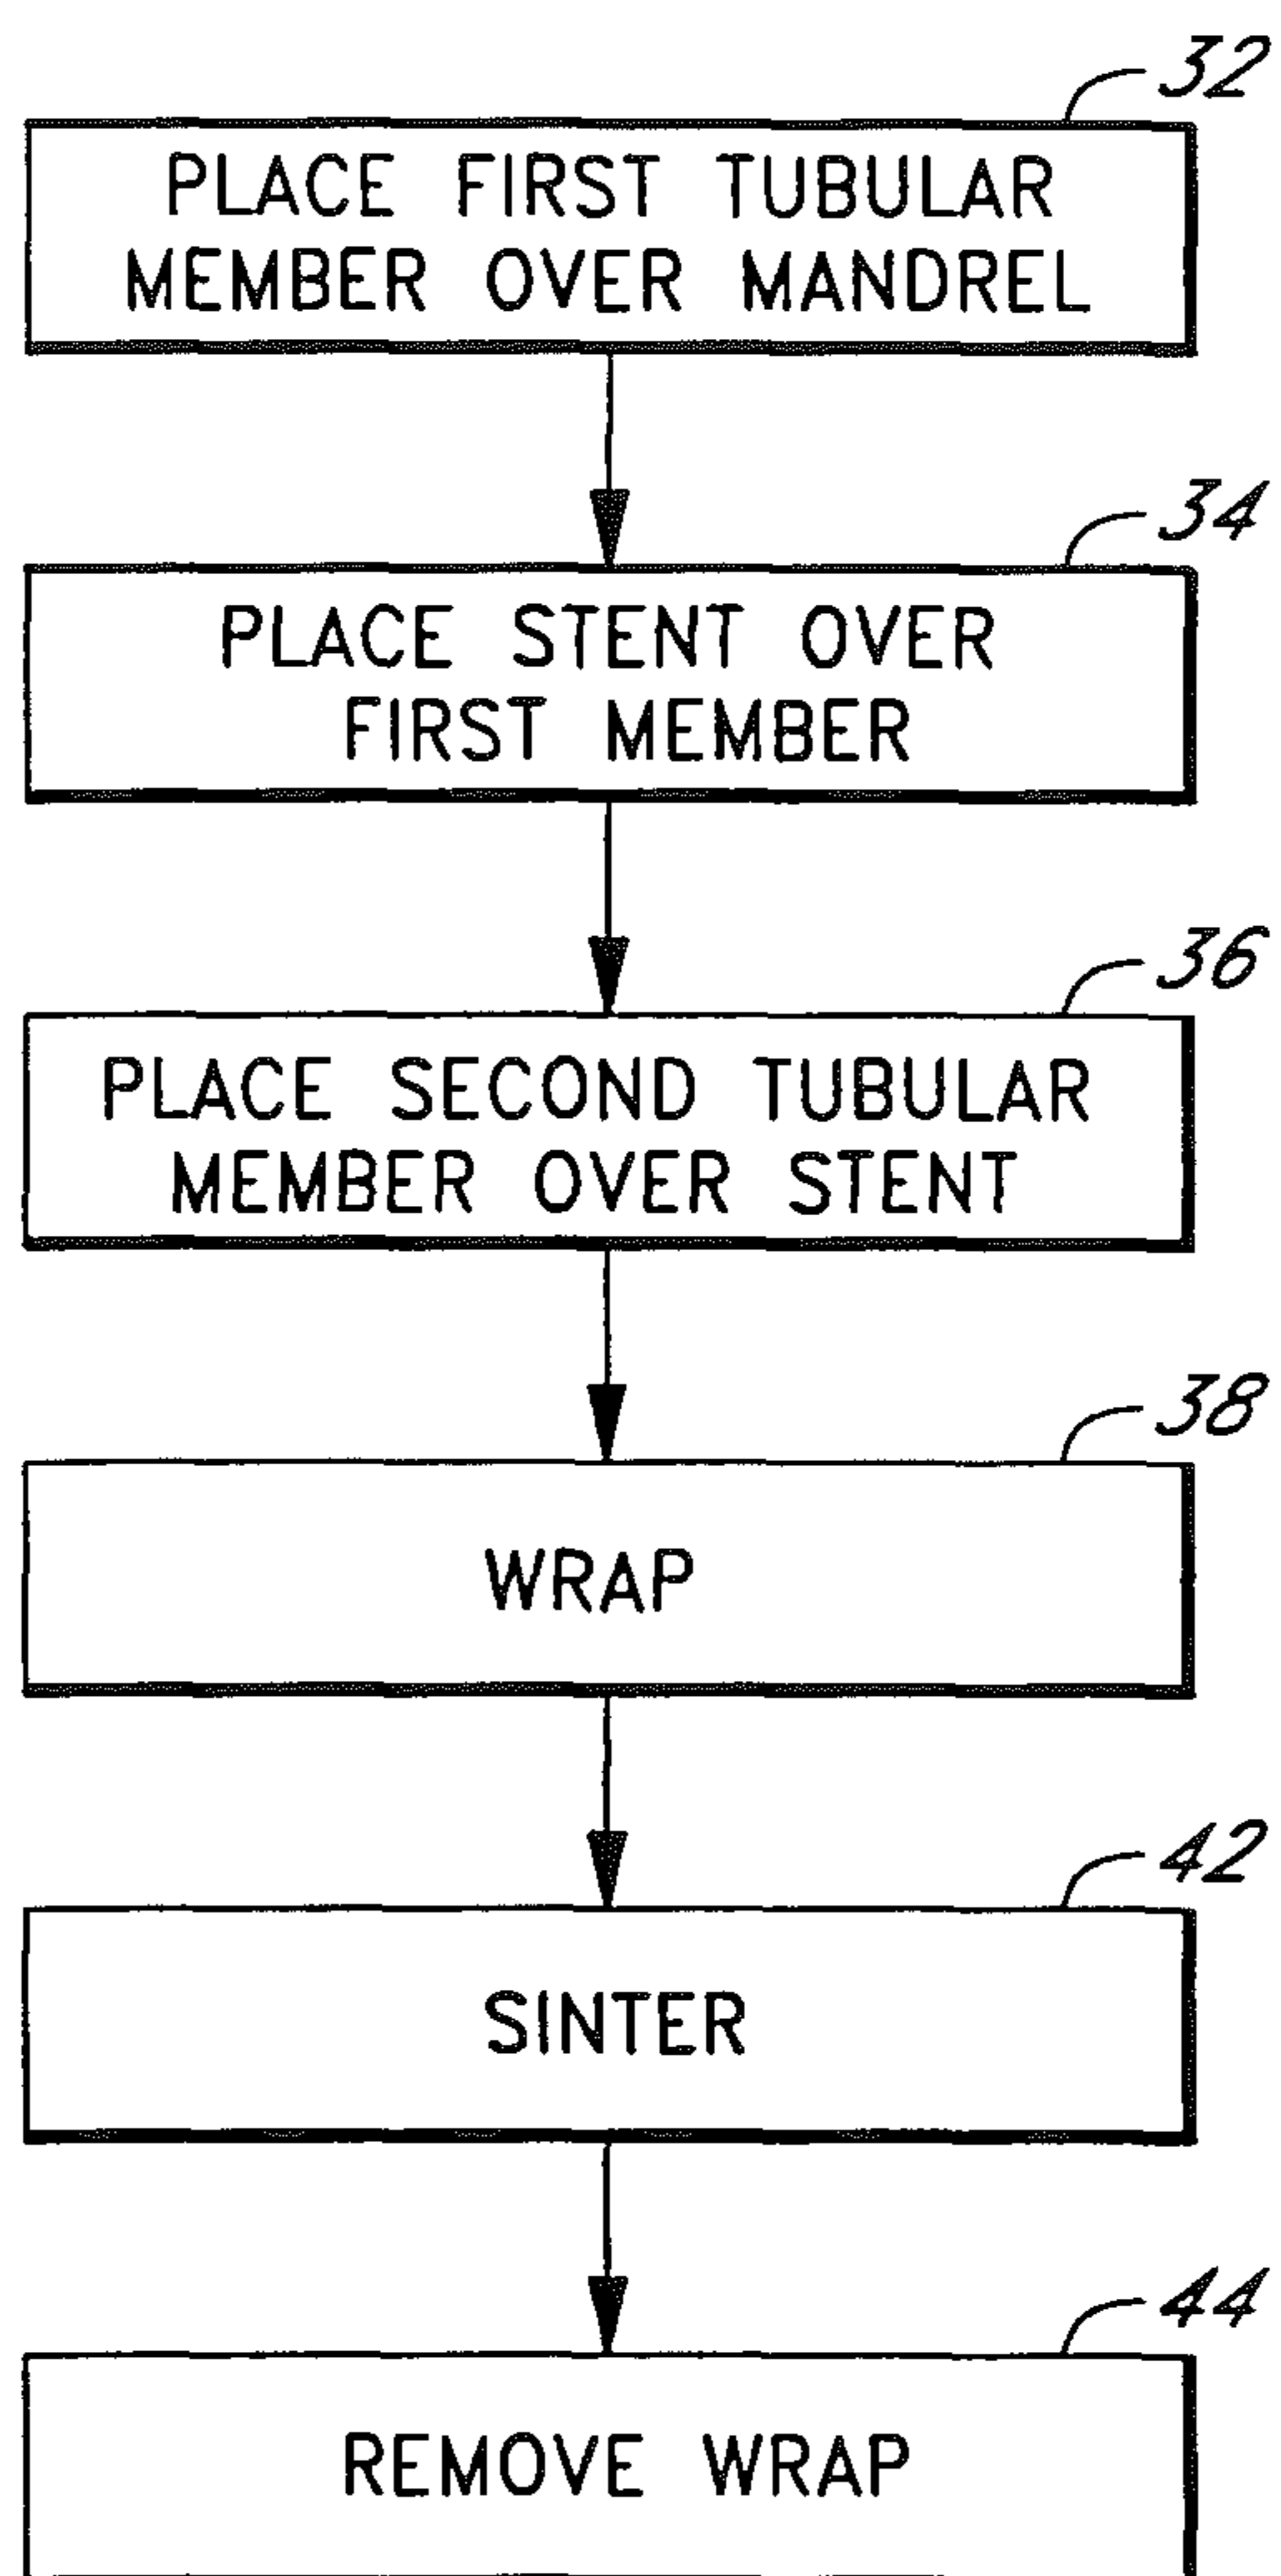 32
PLACE FIRST TUBULAR
MEMBER OVER MANDREL
34
PLACE STENT OVER
FIRST MEMBER
36
PLACE SECOND TUBULAR
MEMBER OVER STENT
38
WRAP
42
SINTER
44
REMOVE WRAP